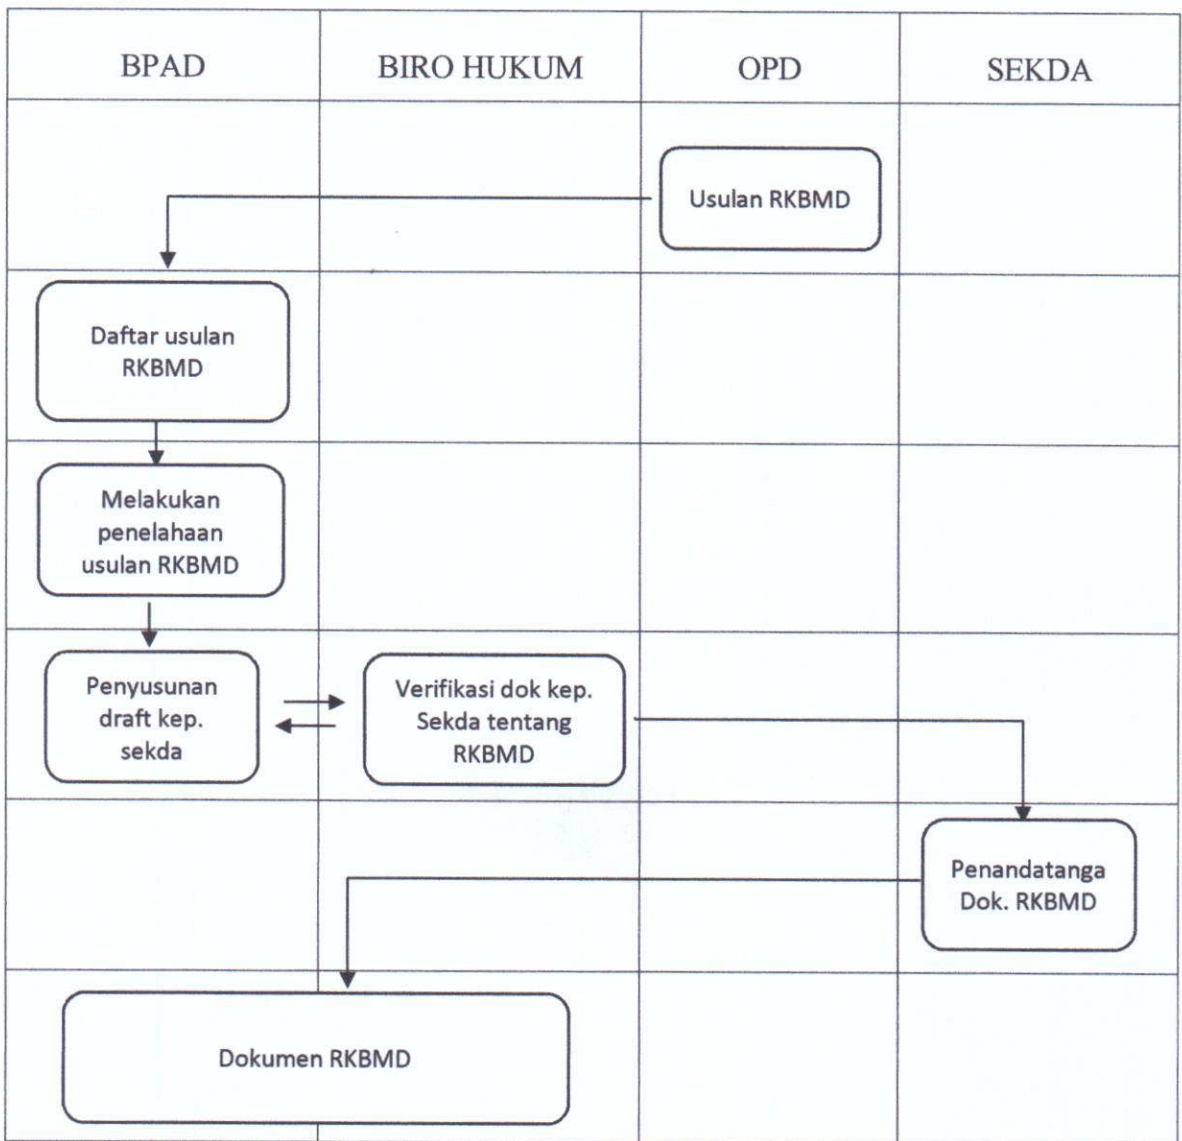 BPAD
BIRO HUKUM
OPD
SEKDA
Usulan RKBMD
Daftar usulan
RKBMD
Melakukan
penelahaan
usulan RKBMD
Penyusunan
draft kep.
sekda
Verifikasi dok kep.
Sekda tentang
RKBMD
Penandatanga
Dok. RKBMD
Dokumen RKBMD